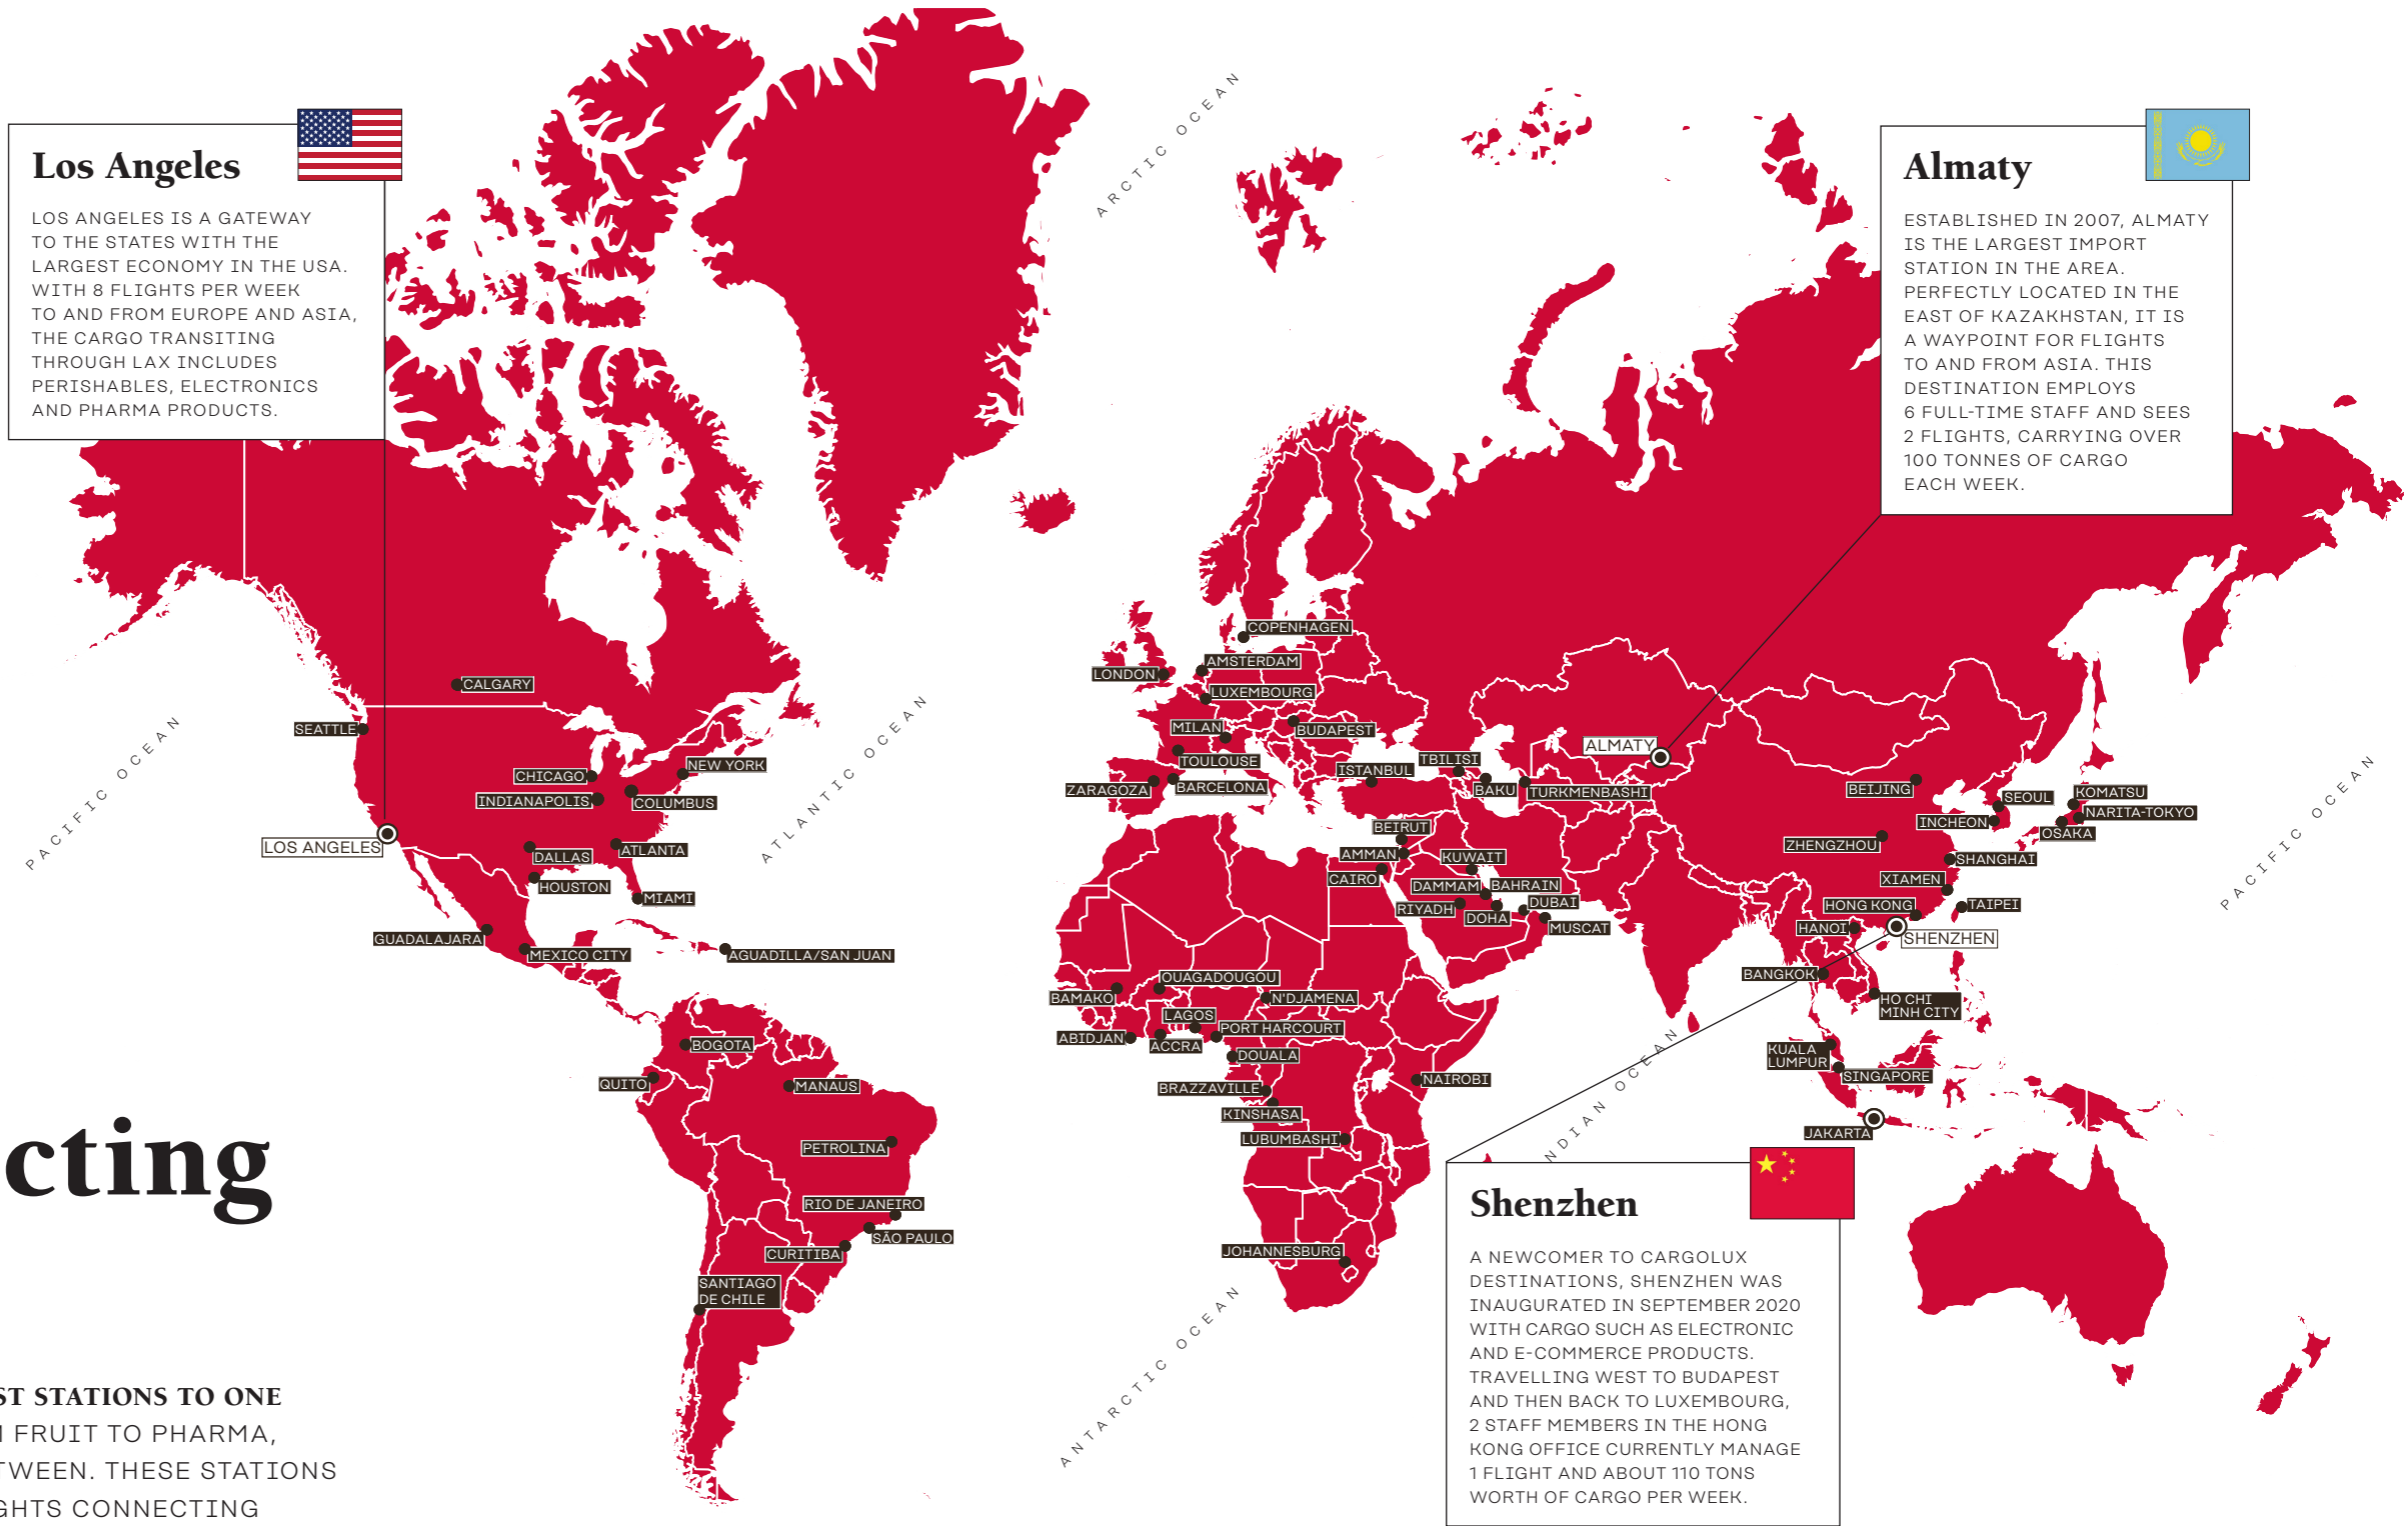 Los Angeles
LOS ANGELES IS A GATEWAY
TO THE STATES WITH THE
LARGEST ECONOMY IN THE USA.
WITH 8 FLIGHTS PER WEEK
TO AND FROM EUROPE AND ASIA,
THE CARGO TRANSITING
THROUGH LAX INCLUDES
PERISHABLES, ELECTRONICS
AND PHARMA PRODUCTS.
Almaty
ESTABLISHED IN 2007, ALMATY
IS THE LARGEST IMPORT
STATION IN THE AREA.
PERFECTLY LOCATED IN THE
EAST OF KAZAKHSTAN, IT IS
A WAYPOINT FOR FLIGHTS
TO AND FROM ASIA. THIS
DESTINATION EMPLOYS
6 FULL-TIME STAFF AND SEES
2 FLIGHTS, CARRYING OVER
100 TONNES OF CARGO
EACH WEEK.
ARCTIC OCEAN
PACIFIC OCEAN
ATLANTIC OCEAN
PACIFIC OCEAN
CALGARY
SEATTLE
CHICAGO
NEW YORK
INDIANAPOLIS
COLUMBUS
LOS ANGELES
DALLAS
ATLANTA
HOUSTON
MIAMI
GUADALAJARA
MEXICO CITY
AGUADILLA/SAN JUAN
BOGOTA
QUITO
MANAUS
PETROLINA
RIO DE JANEIRO
SÃO PAULO
CURITIBA
SANTIAGO
DE CHILE
COPENHAGEN
AMSTERDAM
LONDON
LUXEMBOURG
MILAN
BUDAPEST
TOULOUSE
ZARAGOZA
BARCELONA
ISTANBUL
TBILISI
BAKU
TURKMENBASHI
ALMATY
BEIRUT
AMMAN
CAIRO
KUWAIT
DAMMAM
BAHRAIN
RIYADH
DOHA
DUBAI
MUSCAT
OUAGADOUGOU
BAMAKO
N'DJAMENA
LAGOS
PORT HARCOURT
ABIDJAN
ACCRA
DOUALA
BRAZZAVILLE
NAIROBI
KINSHASA
LUBUMBASHI
JOHANNESBURG
BEIJING
SEOUL
KOMATSU
NARITA-TOKYO
INCHEON
OSAKA
ZHENGZHOU
SHANGHAI
XIAMEN
HONG KONG
TAIPEI
HANOI
SHENZHEN
BANGKOK
HO CHI
MINH CITY
KUALA
LUMPUR
SINGAPORE
JAKARTA
NDIAN OCEAN
ANTARCTIC OCEAN
Shenzhen
A NEWCOMER TO CARGOLUX
DESTINATIONS, SHENZHEN WAS
INAUGURATED IN SEPTEMBER 2020
WITH CARGO SUCH AS ELECTRONIC
AND E-COMMERCE PRODUCTS.
TRAVELLING WEST TO BUDAPEST
AND THEN BACK TO LUXEMBOURG,
2 STAFF MEMBERS IN THE HONG
KONG OFFICE CURRENTLY MANAGE
1 FLIGHT AND ABOUT 110 TONS
WORTH OF CARGO PER WEEK.
cting
ST STATIONS TO ONE
FRUIT TO PHARMA,
TWEEN. THESE STATIONS
GHTS CONNECTING